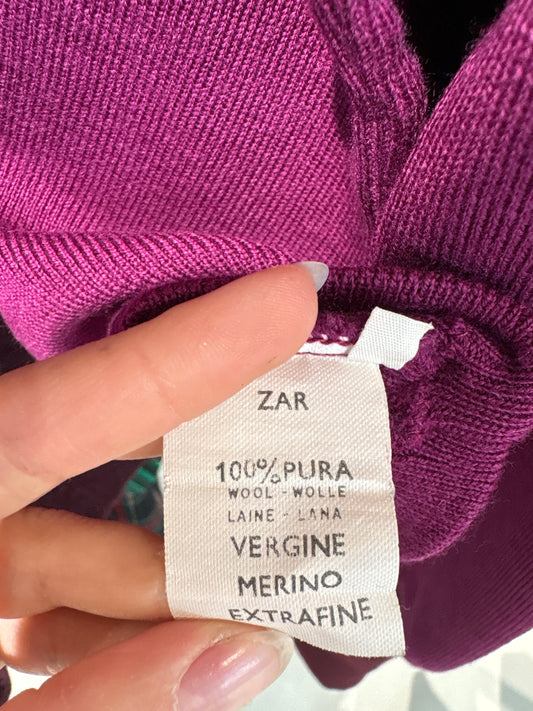 ZAR
100% PURA
WOOL - WOLLE
LAINE - LANA
VERGINE
MERINO
EXTRAFINE